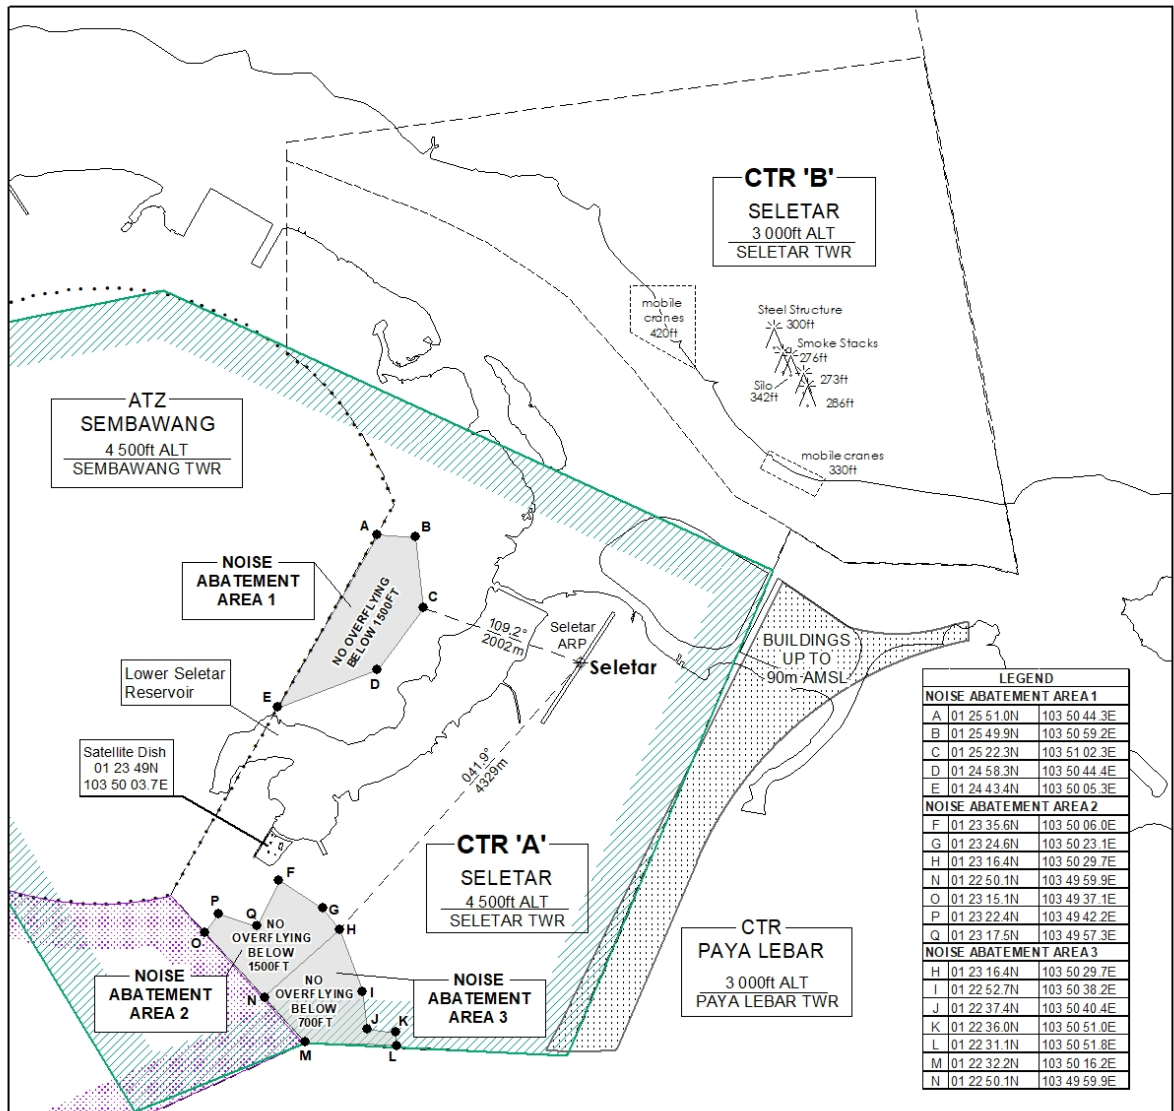 CTR 'B'
SELETAR
3 000ft ALT
SELETAR TWR
mobile
cranes
420ft
Steel Structure
300ft
Smoke Stacks
276ft
273ft
Silo
342ft
286ft
mobile cranes
330ft
ATZ
SEMBAWANG
4 500ft ALT
SEMBAWANG TWR
A
B
C
D
E
NOISE
ABATEMENT
AREA 1
NO OVERFLYING
BELOW 1500FT
109.2°
2002m
Seletar
ARP
Seletar
BUILDINGS
UP TO
90m AMSL
Lower Seletar
Reservoir
Satellite Dish
01 23 49N
103 50 03.7E
041.9°
4329m
CTR 'A'
SELETAR
4 500ft ALT
SELETAR TWR
F
G
H
P
Q
O
NO
OVERFLYING
BELOW
1500FT
NOISE
ABATEMENT
AREA 2
N
NO
OVERFLYING
BELOW
700FT
I
J
K
L
M
NOISE
ABATEMENT
AREA 3
CTR
PAYA LEBAR
3 000ft ALT
PAYA LEBAR TWR
LEGEND
NOISE ABATEMENT AREA 1
A 01 25 51.0N 103 50 44.3E
B 01 25 49.9N 103 50 59.2E
C 01 25 22.3N 103 51 02.3E
D 01 24 58.3N 103 50 44.4E
E 01 24 43.4N 103 50 05.3E
NOISE ABATEMENT AREA 2
F 01 23 35.6N 103 50 06.0E
G 01 23 24.6N 103 50 23.1E
H 01 23 16.4N 103 50 29.7E
N 01 22 50.1N 103 49 59.9E
O 01 23 15.1N 103 49 37.1E
P 01 23 22.4N 103 49 42.2E
Q 01 23 17.5N 103 49 57.3E
NOISE ABATEMENT AREA 3
H 01 23 16.4N 103 50 29.7E
I 01 22 52.7N 103 50 38.2E
J 01 22 37.4N 103 50 40.4E
K 01 22 36.0N 103 50 51.0E
L 01 22 31.1N 103 50 51.8E
M 01 22 32.2N 103 50 16.2E
N 01 22 50.1N 103 49 59.9E